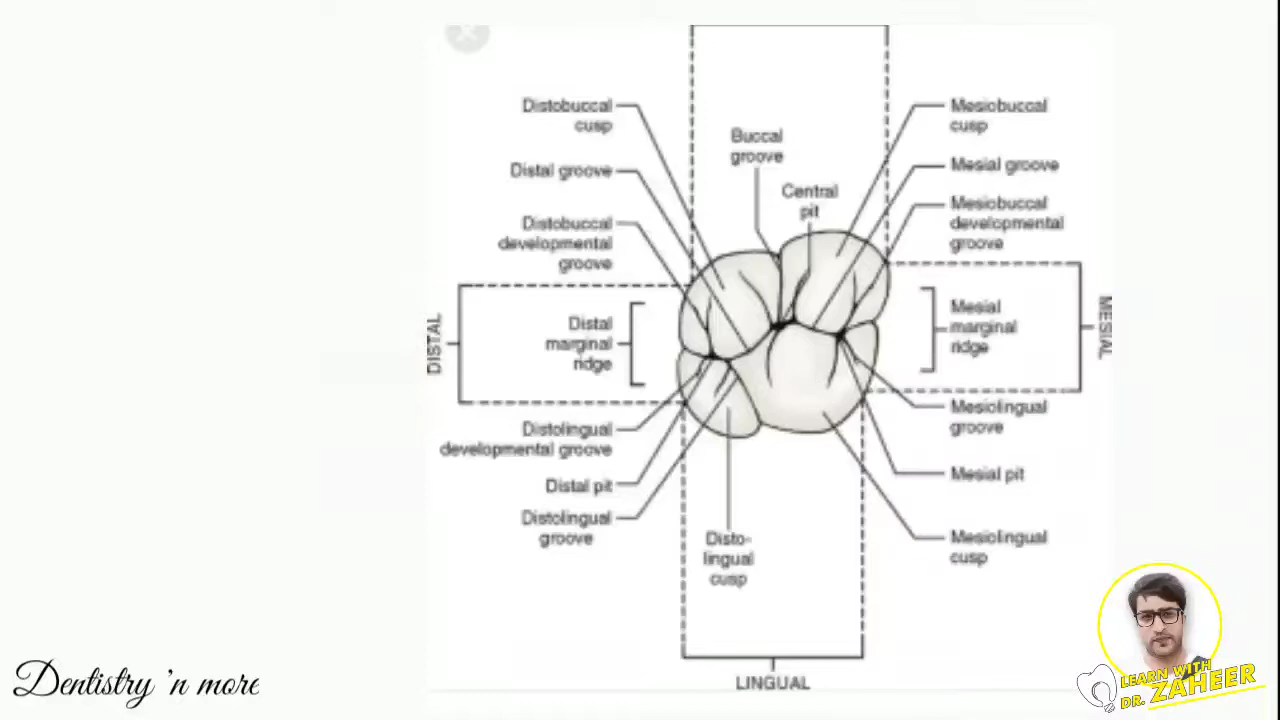 Distobuccal
cusp
Distal groove
Distobuccal
developmental
groove
DISTAL
Distal
marginal
ridge
Distolingual
developmental groove
Distal pit
Distolingual
groove
Buccal
groove
Central
pit
Disto-
lingual
cusp
LINGUAL
Mesiobuccal
cusp
Mesial groove
Mesiobuccal
developmental
groove
Mesial
marginal
ridge
MESIAL
Mesiolingual
groove
Mesial pit
Mesiolingual
cusp
Dentistry 'n more
LEARN WITH
DR. ZAHEER